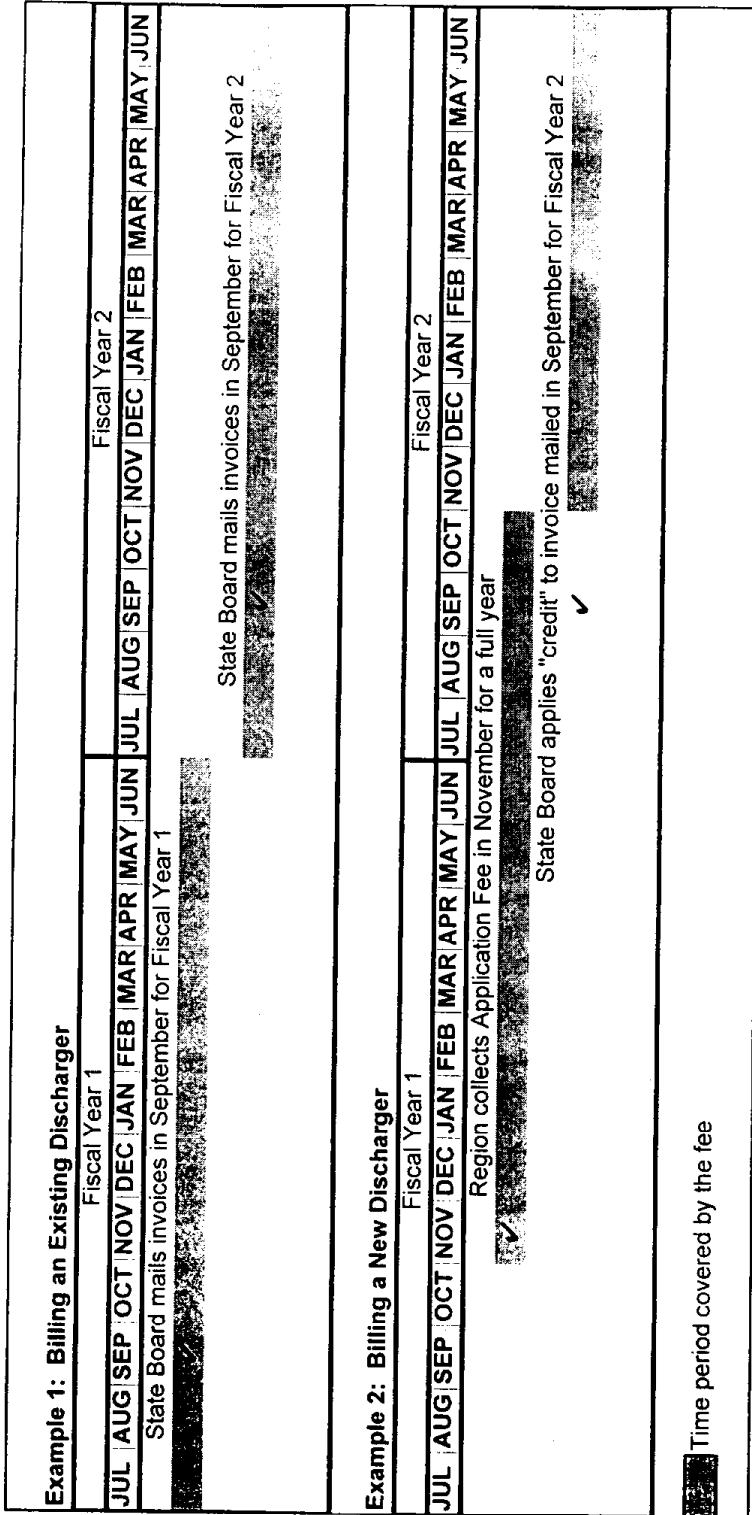 Example 1: Billing an Existing Discharger
Fiscal Year 1 Fiscal Year 2
JUL AUG SEP OCT NOV DEC JAN FEB MAR APR MAY JUN JUL AUG SEP OCT NOV DEC JAN FEB MAR APR MAY JUN
State Board mails invoices in September for Fiscal Year 1
State Board mails invoices in September for Fiscal Year 2
Example 2: Billing a New Discharger
Fiscal Year 1 Fiscal Year 2
JUL AUG SEP OCT NOV DEC JAN FEB MAR APR MAY JUN JUL AUG SEP OCT NOV DEC JAN FEB MAR APR MAY JUN
Region collects Application Fee in November for a full year
State Board applies "credit" to invoice mailed in September for Fiscal Year 2
Time period covered by the fee